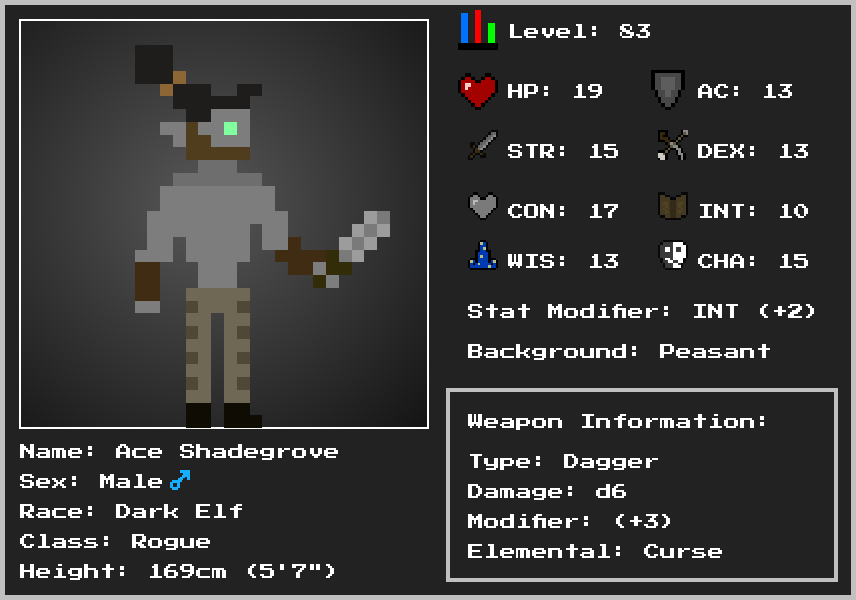 Level: 83
HP: 19 AC: 13
STR: 15 DEX: 13
CON: 17 INT: 10
WIS: 13 CHA: 15
Stat Modifier: INT (+2)
Background: Peasant
Weapon Information:
Type: Dagger
Damage: d6
Modifier: (+3)
Elemental: Curse
Name: Ace Shadegrove
Sex: Male♂
Race: Dark Elf
Class: Rogue
Height: 169cm (5'7")